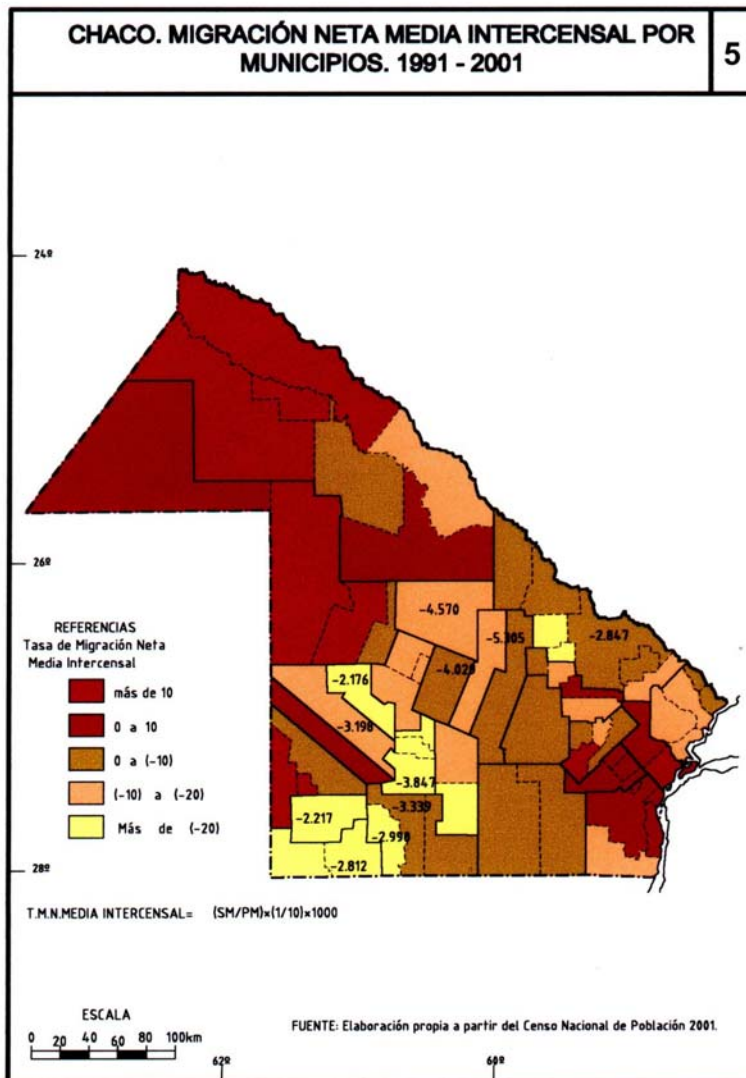 CHACO. MIGRACIÓN NETA MEDIA INTERCENSAL POR
MUNICIPIOS. 1991 - 2001
5
24º
26º
-4.570
-5.305
-2.847
-4.029
REFERENCIAS
Tasa de Migración Neta
Media Intercensal
más de 10
0 a 10
0 a (-10)
(-10) a (-20)
Más de (-20)
-2.176
-3.198
-3.847
-3.339
-2.217
-2.998
-2.812
28º
T.M.N.MEDIA INTERCENSAL= (SM/PM)×(1/10)×1000
ESCALA
0 20 40 60 80 100km
FUENTE: Elaboración propia a partir del Censo Nacional de Población 2001.
62º
60º